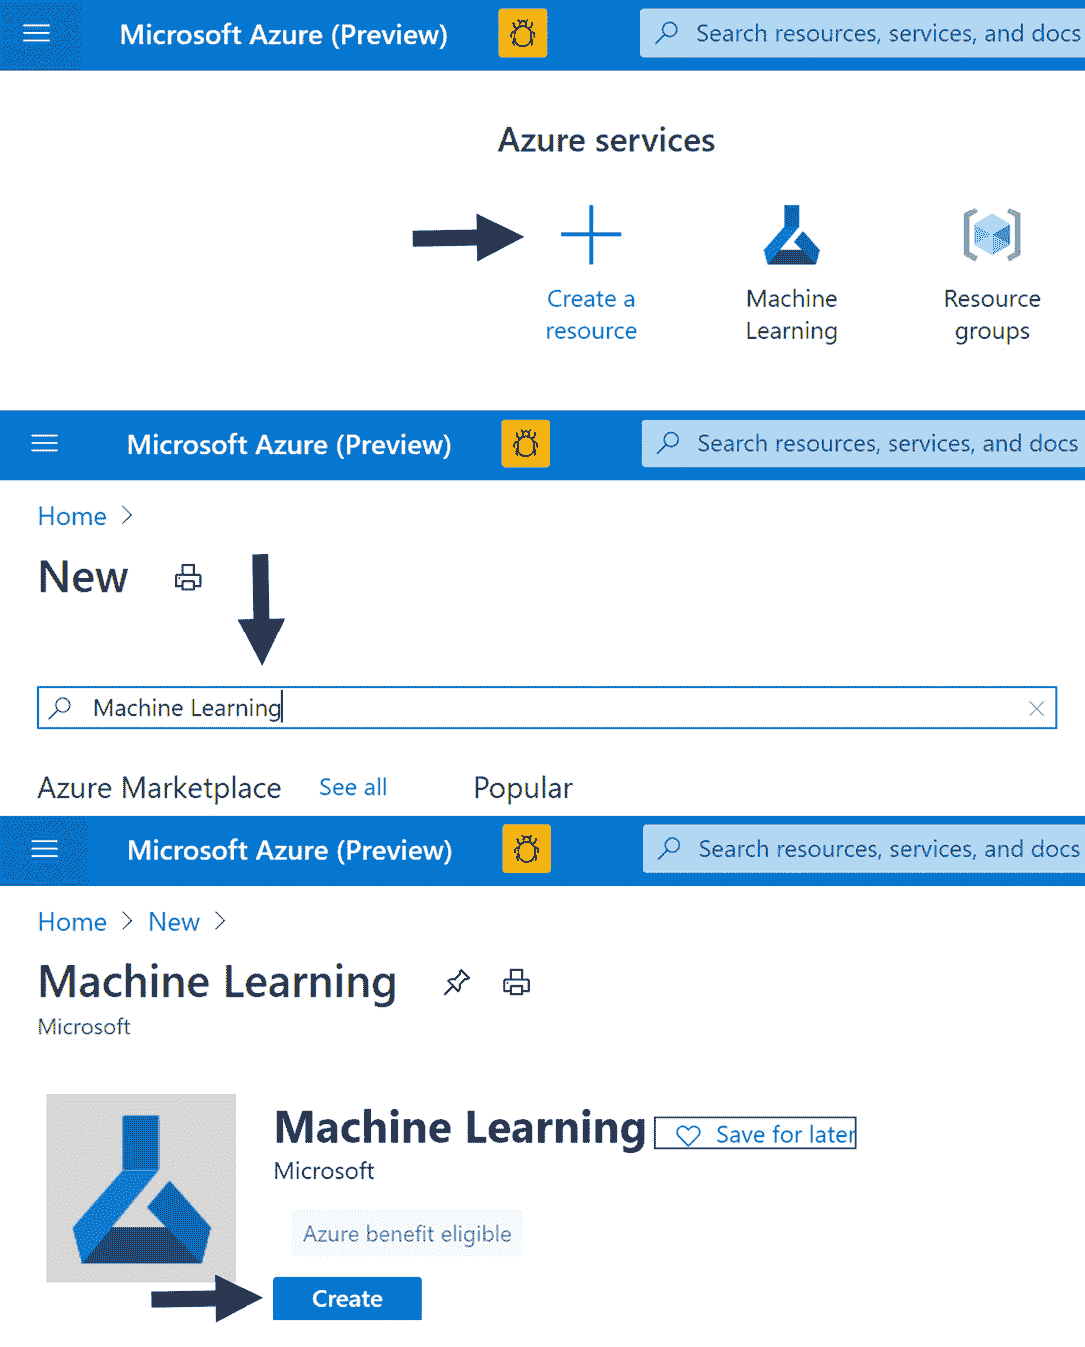 Microsoft Azure (Preview)
Search resources, services, and docs
Azure services
Create a
resource
Machine
Learning
Resource
groups
Microsoft Azure (Preview)
Search resources, services, and docs
Home
New
Machine Learning
Azure Marketplace
See all
Popular
Microsoft Azure (Preview)
Search resources, services, and docs
Home
New
Machine Learning
Microsoft
Machine Learning
Save for later
Microsoft
Azure benefit eligible
Create